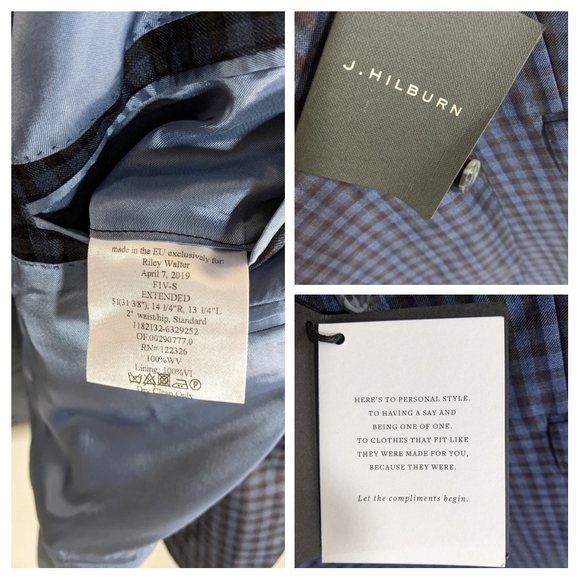 made in the EU exclusively for:
Riley Walter
April 7, 2019
F1V-S
EXTENDED
51(31 3/8"), 14 1/4"R, 13 1/4"L
2" waist/hip, Standard
1182132-6329252
OF.00290777.0
RN# 122326
100%WV
Lining: 100%VI
Dry Clean Only
J.HILBURN
HERE'S TO PERSONAL STYLE.
TO HAVING A SAY AND
BEING ONE OF ONE.
TO CLOTHES THAT FIT LIKE
THEY WERE MADE FOR YOU,
BECAUSE THEY WERE.
Let the compliments begin.